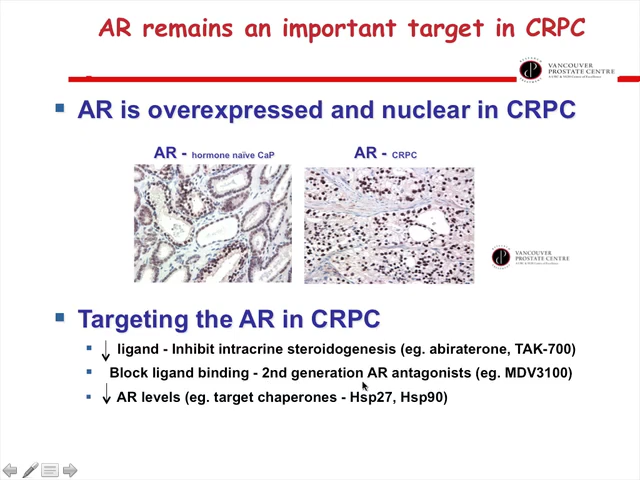 AR remains an important target in CRPC
VANCOUVER
PROSTATE CENTRE
AR is overexpressed and nuclear in CRPC
AR - hormone naïve CaP
AR - CRPC
VANCOUVER
PROSTATE CENTRE
Targeting the AR in CRPC
ligand - Inhibit intracrine steroidogenesis (eg. abiraterone, TAK-700)
Block ligand binding - 2nd generation AR antagonists (eg. MDV3100)
AR levels (eg. target chaperones - Hsp27, Hsp90)